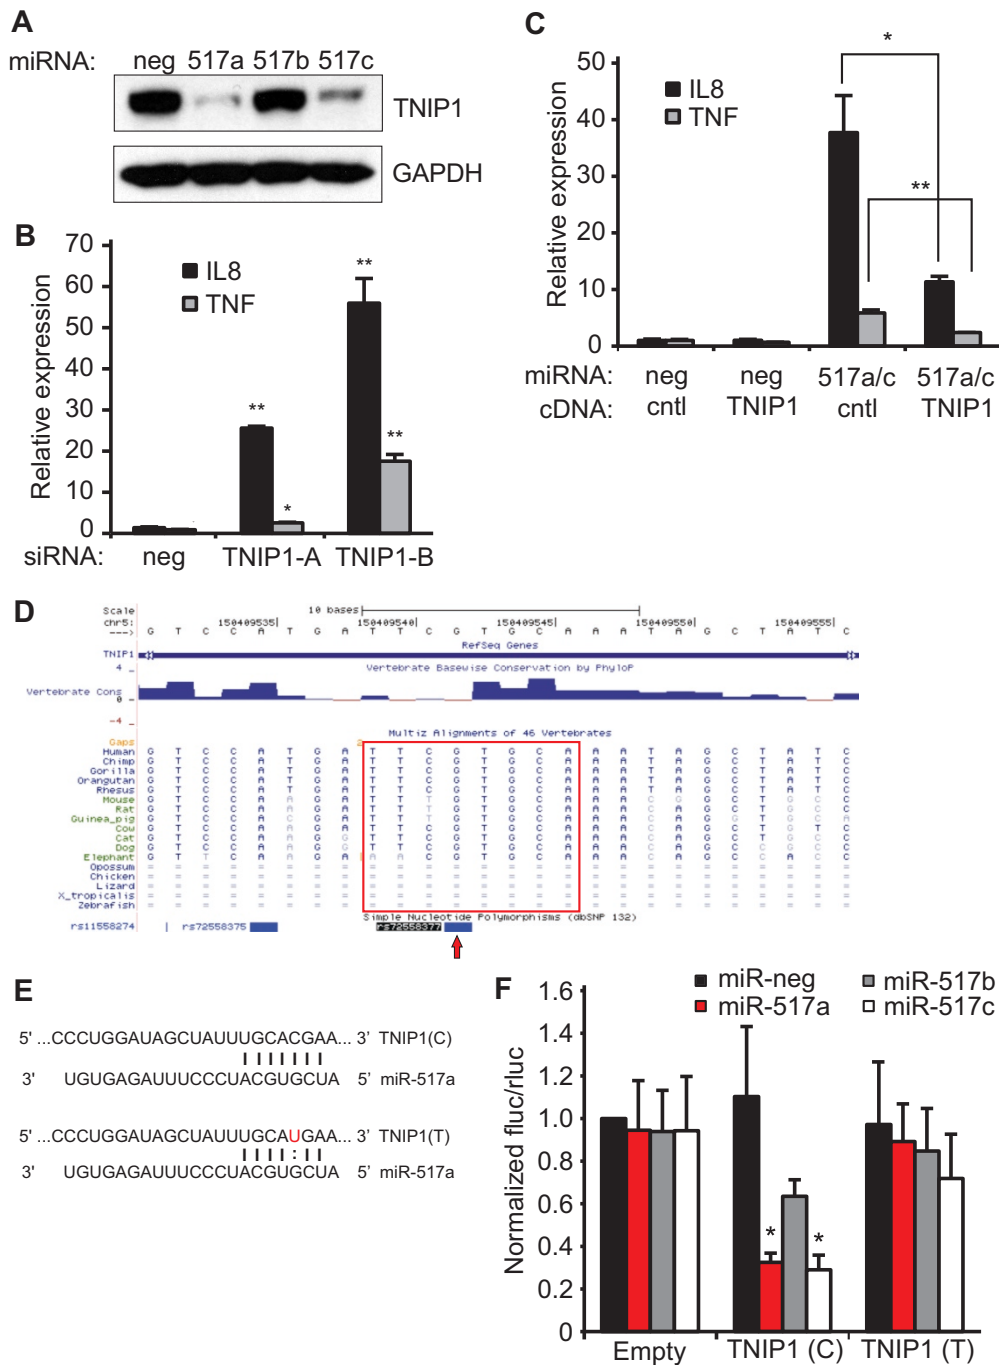 A
miRNA: neg 517a 517b 517c
TNIP1
GAPDH
B
70
60
50
40
30
20
10
0
Relative expression
IL8
TNF
**
*
**
**
siRNA: neg TNIP1-A TNIP1-B
C
50
40
30
20
10
0
Relative expression
IL8
TNF
*
**
miRNA: neg neg 517a/c 517a/c
cDNA: cntl TNIP1 cntl TNIP1
D
Scale 10 bases
chr5: 150409535 150409540 150409545 150409550 150409555
---> G T C C A T G A T T C G T G C A A A T A G C T A T C
RefSeq Genes
TNIP1
Vertebrate Basewise Conservation by PhyloP
4 _
Vertebrate Cons
0 -
-4 _
Multiz Alignments of 46 Vertebrates
Gaps 2
Human G T C C A T G A T T C G T G C A A A T A G C T A T C
Chimp G T C C A T G A T T C G T G C A A A T A G C T A T C
Gorilla G T C C A T G A T T C G T G C A A A T A G C T A T C
Orangutan G T C C A T G A T T C G T G C A A A T A G C T A T C
Rhesus G T C C A T G A T T C G T G C A A A T A G C T A T C
Mouse
Rat
Guinea_pig
Cow
Cat
Dog
Elephant
Opossum = = = = = = = = = = = = = = = = = = = = = = = = = =
Chicken = = = = = = = = = = = = = = = = = = = = = = = = = =
Lizard = = = = = = = = = = = = = = = = = = = = = = = = = =
X_tropicalis = = = = = = = = = = = = = = = = = = = = = = = = = =
Zebrafish = = = = = = = = = = = = = = = = = = = = = = = = = =
Simple Nucleotide Polymorphisms (dbSNP 132)
rs11558274 rs72558375 rs72558377
E
5' ...CCCUGGAUAGCUAUUUGCACGAA... 3' TNIP1(C)
3' UGUGAGAUUUCCCUACGUGCUA 5' miR-517a
5' ...CCCUGGAUAGCUAUUUGCAUGAA... 3' TNIP1(T)
3' UGUGAGAUUUCCCUACGUGCUA 5' miR-517a
F
miR-neg miR-517b
miR-517a miR-517c
1.6
1.4
1.2
1.0
0.8
0.6
0.4
0.2
0
Normalized fluc/rluc
* *
Empty TNIP1 (C) TNIP1 (T)